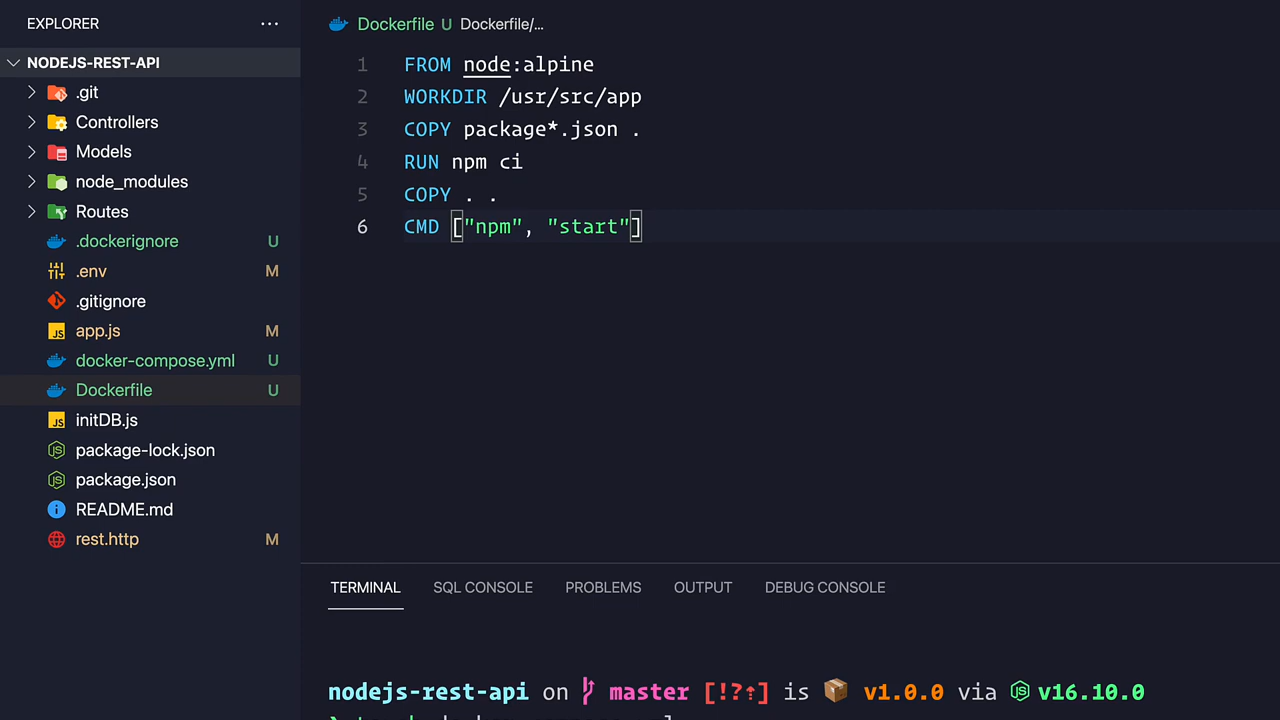 EXPLORER ...
NODEJS-REST-API
.git
Controllers
Models
node_modules
Routes
.dockerignore U
.env M
.gitignore
app.js M
docker-compose.yml U
Dockerfile U
initDB.js
package-lock.json
package.json
README.md
rest.http M
Dockerfile U Dockerfile/...
1 FROM node:alpine
2 WORKDIR /usr/src/app
3 COPY package*.json .
4 RUN npm ci
5 COPY . .
6 CMD ["npm", "start"]
TERMINAL SQL CONSOLE PROBLEMS OUTPUT DEBUG CONSOLE
nodejs-rest-api on master [!?⇡] is 📦 v1.0.0 via v16.10.0